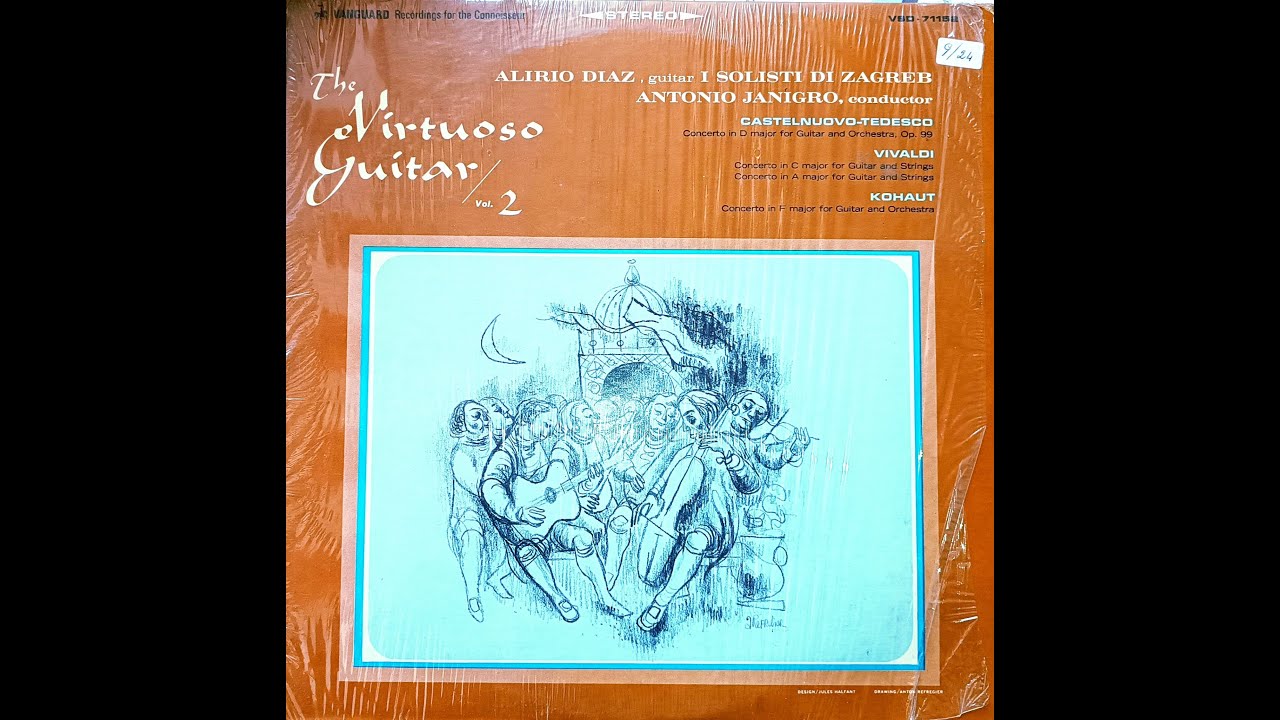 VANGUARD Recordings for the Connoisseur
STEREO
VSD-71152
9/24
The
Virtuoso
Guitar/
Vol. 2
ALIRIO DIAZ, guitar I SOLISTI DI ZAGREB
ANTONIO JANIGRO, conductor
CASTELNUOVO-TEDESCO
Concerto in D major for Guitar and Orchestra, Op. 99
VIVALDI
Concerto in C major for Guitar and Strings
Concerto in A major for Guitar and Strings
KOHAUT
Concerto in F major for Guitar and Orchestra
DESIGN/JULES HALFANT
DRAWING/ANTON REFREGIER